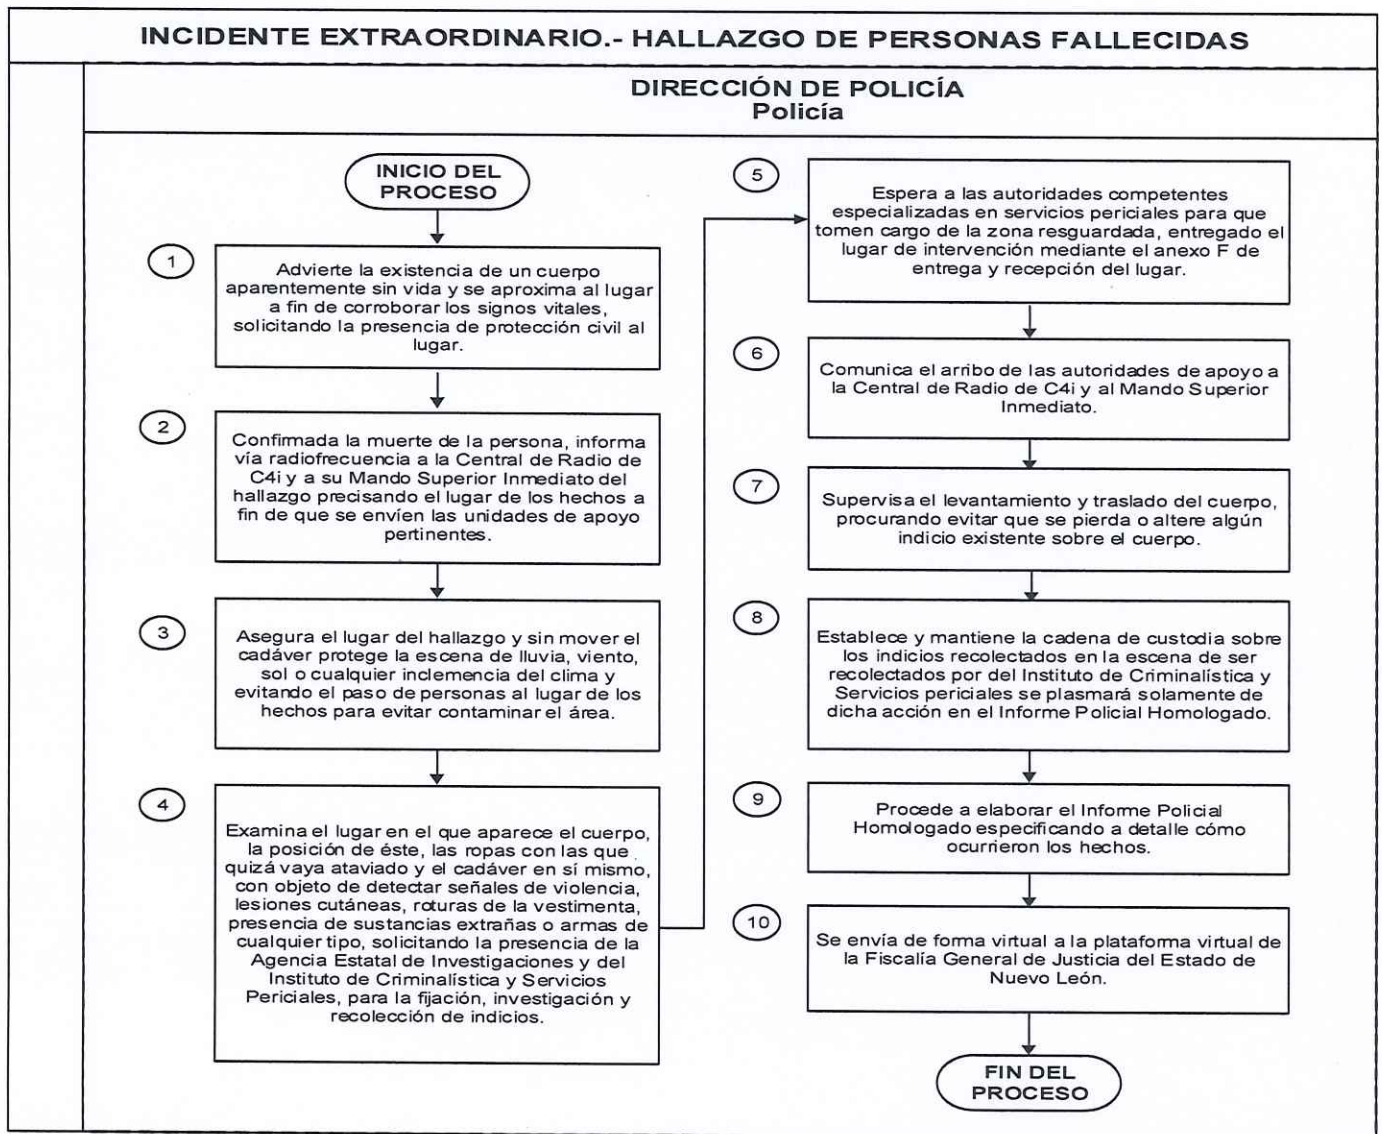 INCIDENTE EXTRAORDINARIO.- HALLAZGO DE PERSONAS FALLECIDAS
DIRECCIÓN DE POLICÍA
Policía
INICIO DEL
PROCESO
1
Advierte la existencia de un cuerpo
aparentemente sin vida y se aproxima al lugar
a fin de corroborar los signos vitales,
solicitando la presencia de protección civil al
lugar.
2
Confirmada la muerte de la persona, informa
vía radiofrecuencia a la Central de Radio de
C4i y a su Mando Superior Inmediato del
hallazgo precisando el lugar de los hechos a
fin de que se envíen las unidades de apoyo
pertinentes.
3
Asegura el lugar del hallazgo y sin mover el
cadáver protege la escena de lluvia, viento,
sol o cualquier inclemencia del clima y
evitando el paso de personas al lugar de los
hechos para evitar contaminar el área.
4
Examina el lugar en el que aparece el cuerpo,
la posición de éste, las ropas con las que
quizá vaya ataviado y el cadáver en sí mismo,
con objeto de detectar señales de violencia,
lesiones cutáneas, roturas de la vestimenta,
presencia de sustancias extrañas o armas de
cualquier tipo, solicitando la presencia de la
Agencia Estatal de Investigaciones y del
Instituto de Criminalística y Servicios
Periciales, para la fijación, investigación y
recolección de indicios.
5
Espera a las autoridades competentes
especializadas en servicios periciales para que
tomen cargo de la zona resguardada, entregado el
lugar de intervención mediante el anexo F de
entrega y recepción del lugar.
6
Comunica el arribo de las autoridades de apoyo a
la Central de Radio de C4i y al Mando Superior
Inmediato.
7
Supervisa el levantamiento y traslado del cuerpo,
procurando evitar que se pierda o altere algún
indicio existente sobre el cuerpo.
8
Establece y mantiene la cadena de custodia sobre
los indicios recolectados en la escena de ser
recolectados por del Instituto de Criminalística y
Servicios periciales se plasmará solamente de
dicha acción en el Informe Policial Homologado.
9
Procede a elaborar el Informe Policial
Homologado especificando a detalle cómo
ocurrieron los hechos.
10
Se envía de forma virtual a la plataforma virtual de
la Fiscalía General de Justicia del Estado de
Nuevo León.
FIN DEL
PROCESO